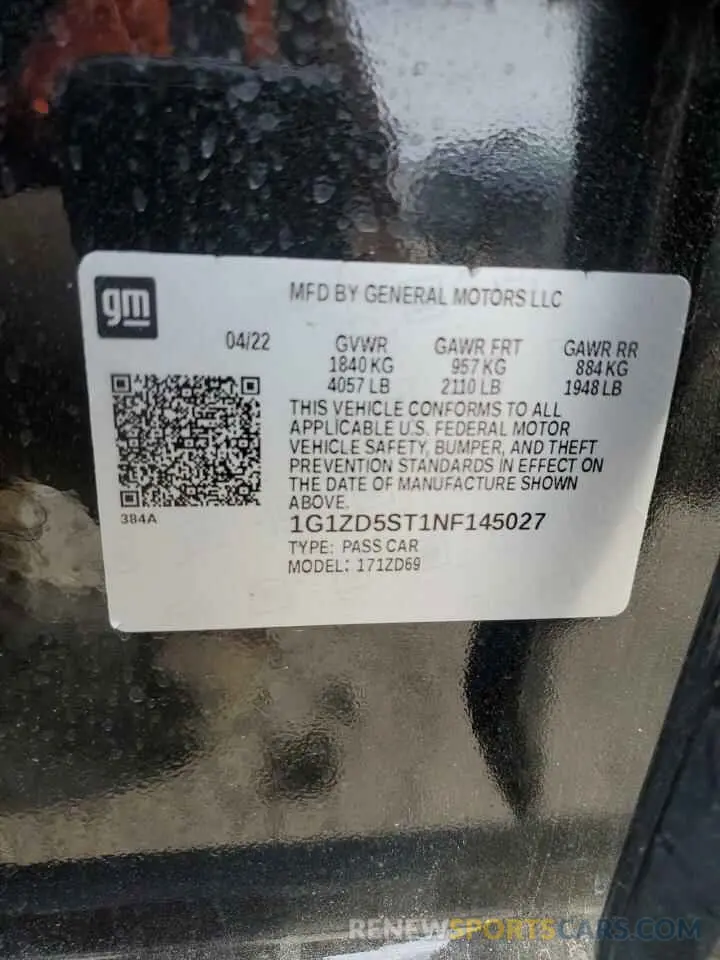 gm
MFD BY GENERAL MOTORS LLC
04/22 GVWR GAWR FRT GAWR RR
1840 KG 957 KG 884 KG
4057 LB 2110 LB 1948 LB
THIS VEHICLE CONFORMS TO ALL
APPLICABLE U.S. FEDERAL MOTOR
VEHICLE SAFETY, BUMPER, AND THEFT
PREVENTION STANDARDS IN EFFECT ON
THE DATE OF MANUFACTURE SHOWN
ABOVE.
384A
1G1ZD5ST1NF145027
TYPE: PASS CAR
MODEL: 171ZD69
RENEWSPORTSCARS.COM